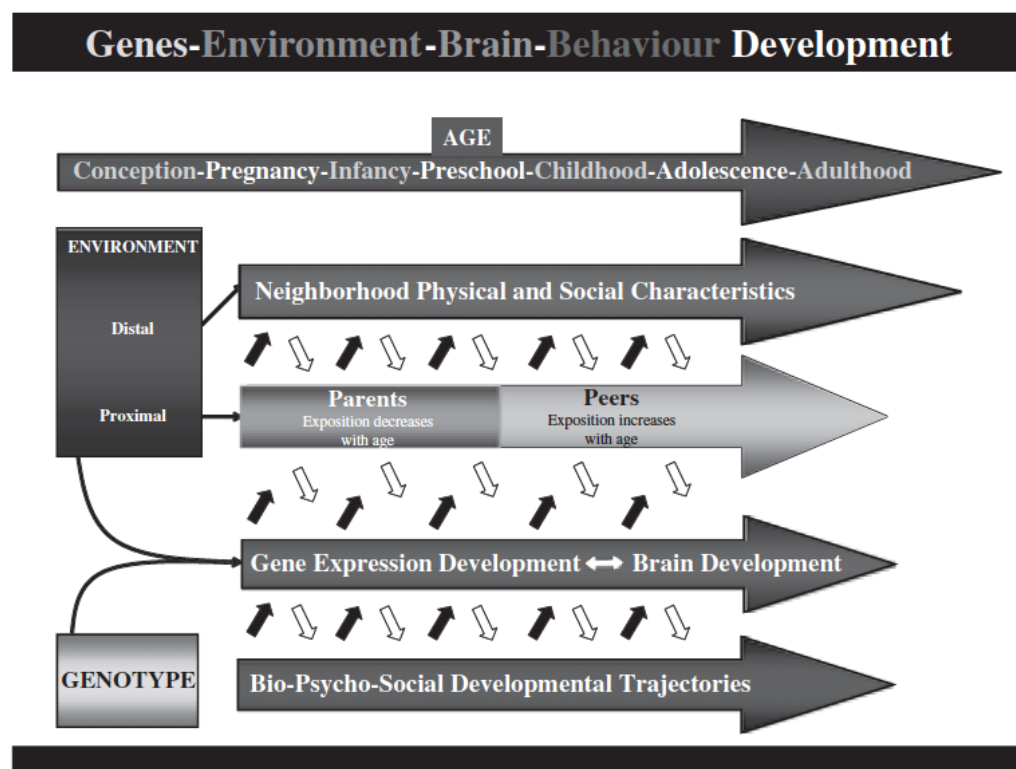 Genes-Environment-Brain-Behaviour Development
AGE
Conception-Pregnancy-Infancy-Preschool-Childhood-Adolescence-Adulthood
ENVIRONMENT
Distal
Proximal
Neighborhood Physical and Social Characteristics
Parents
Exposition decreases
with age
Peers
Exposition increases
with age
Gene Expression Development ↔ Brain Development
GENOTYPE
Bio-Psycho-Social Developmental Trajectories